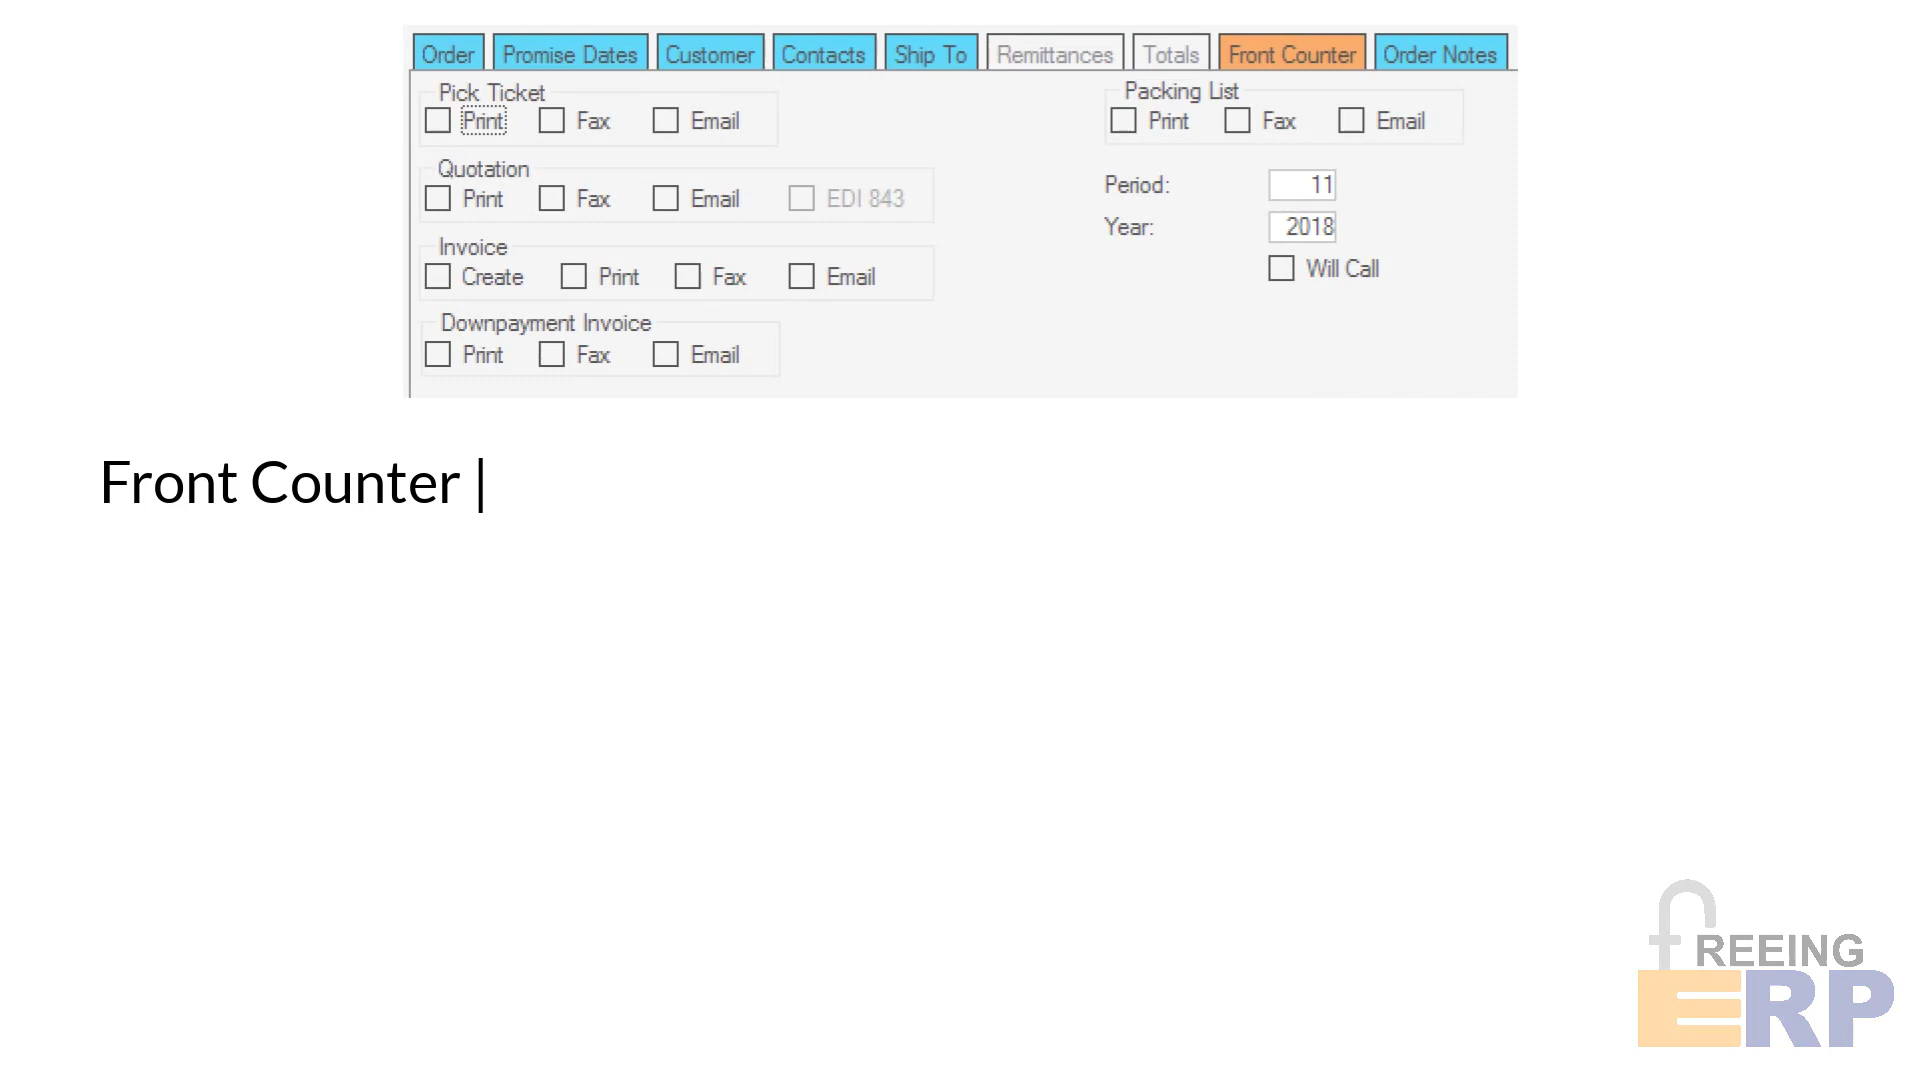 Order Promise Dates Customer Contacts Ship To Remittances Totals Front Counter Order Notes
Pick Ticket
Print Fax Email
Packing List
Print Fax Email
Quotation
Print Fax Email EDI 843
Period: 11
Year: 2018
Will Call
Invoice
Create Print Fax Email
Downpayment Invoice
Print Fax Email
Front Counter |
fREEING
ERP